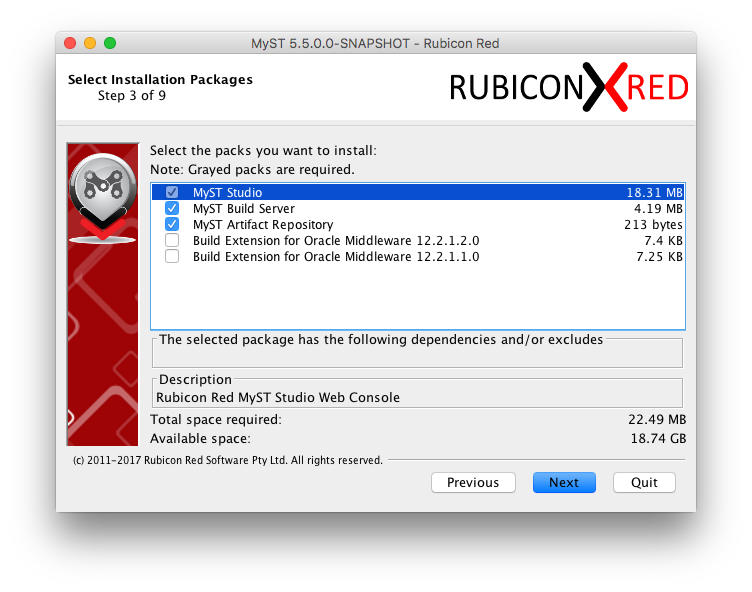 MyST 5.5.0.0-SNAPSHOT - Rubicon Red
Select Installation Packages
Step 3 of 9
RUBICON RED
Select the packs you want to install:
Note: Grayed packs are required.
MyST Studio 18.31 MB
MyST Build Server 4.19 MB
MyST Artifact Repository 213 bytes
Build Extension for Oracle Middleware 12.2.1.2.0 7.4 KB
Build Extension for Oracle Middleware 12.2.1.1.0 7.25 KB
The selected package has the following dependencies and/or excludes
Description
Rubicon Red MyST Studio Web Console
Total space required: 22.49 MB
Available space: 18.74 GB
(c) 2011-2017 Rubicon Red Software Pty Ltd. All rights reserved.
Previous Next Quit